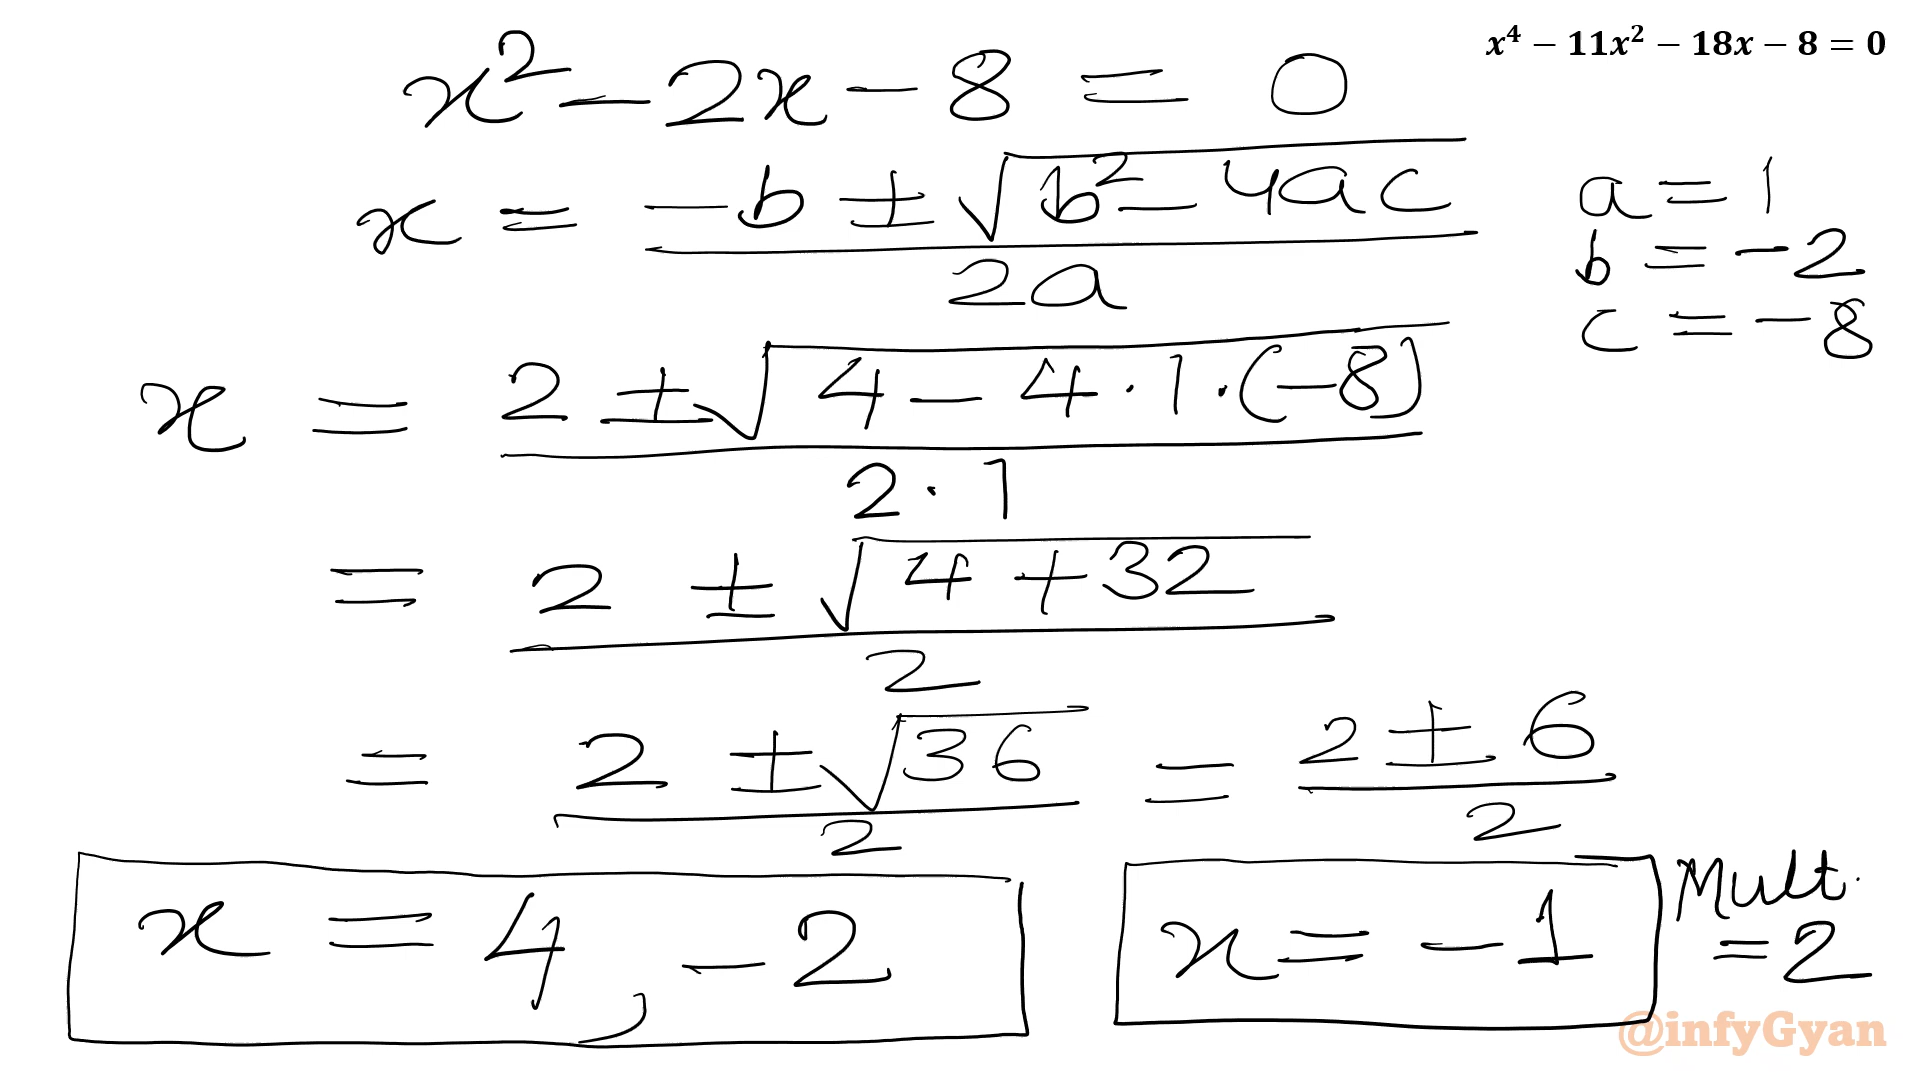 x⁴ − 11x² − 18x − 8 = 0
x² − 2x − 8 = 0
x = (−b ± √(b² − 4ac)) / 2a
a = 1
b = −2
c = −8
x = (2 ± √(4 − 4·1·(−8))) / 2·1
= (2 ± √(4 + 32)) / 2
= (2 ± √36) / 2 = (2 ± 6) / 2
x = 4, −2
x = −1
Mult.
= 2
@infyGyan